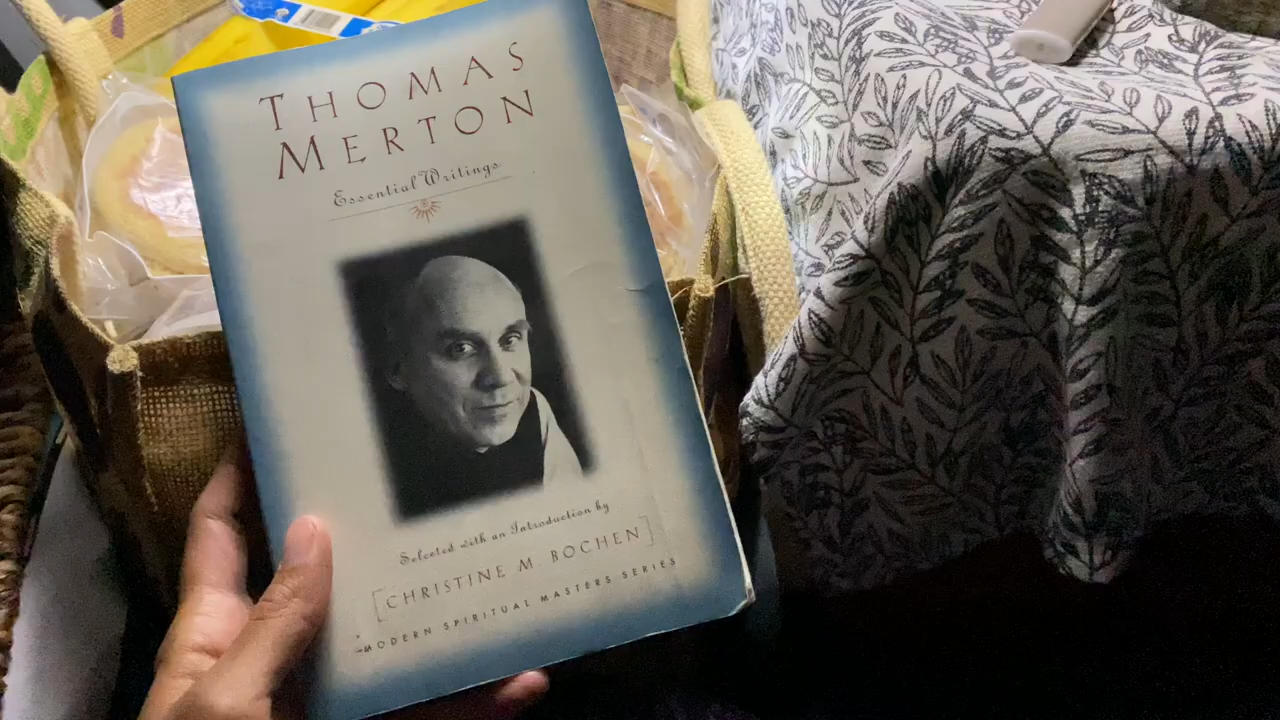 THOMAS
MERTON
Essential Writings
Selected with an Introduction by
[CHRISTINE M. BOCHEN]
MODERN SPIRITUAL MASTERS SERIES